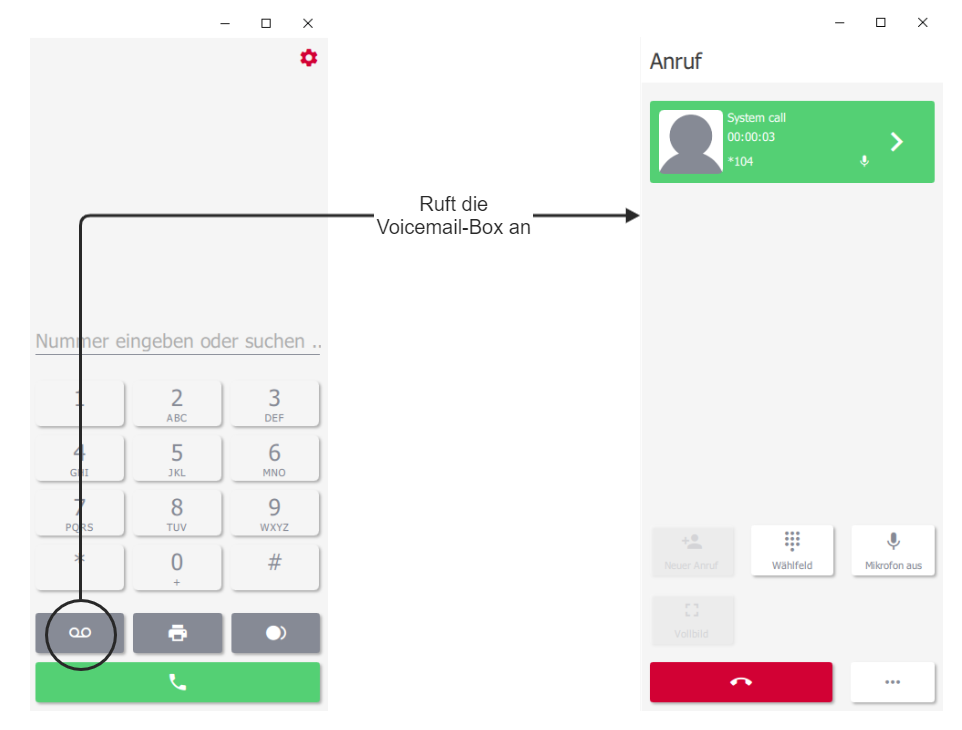 Anruf
System call
00:00:03
*104
Ruft die
Voicemail-Box an
Nummer eingeben oder suchen ..
1
2
ABC
3
DEF
4
GHI
5
JKL
6
MNO
7
PQRS
8
TUV
9
WXYZ
*
0
+
#
Neuer Anruf
Wählfeld
Mikrofon aus
Vollbild